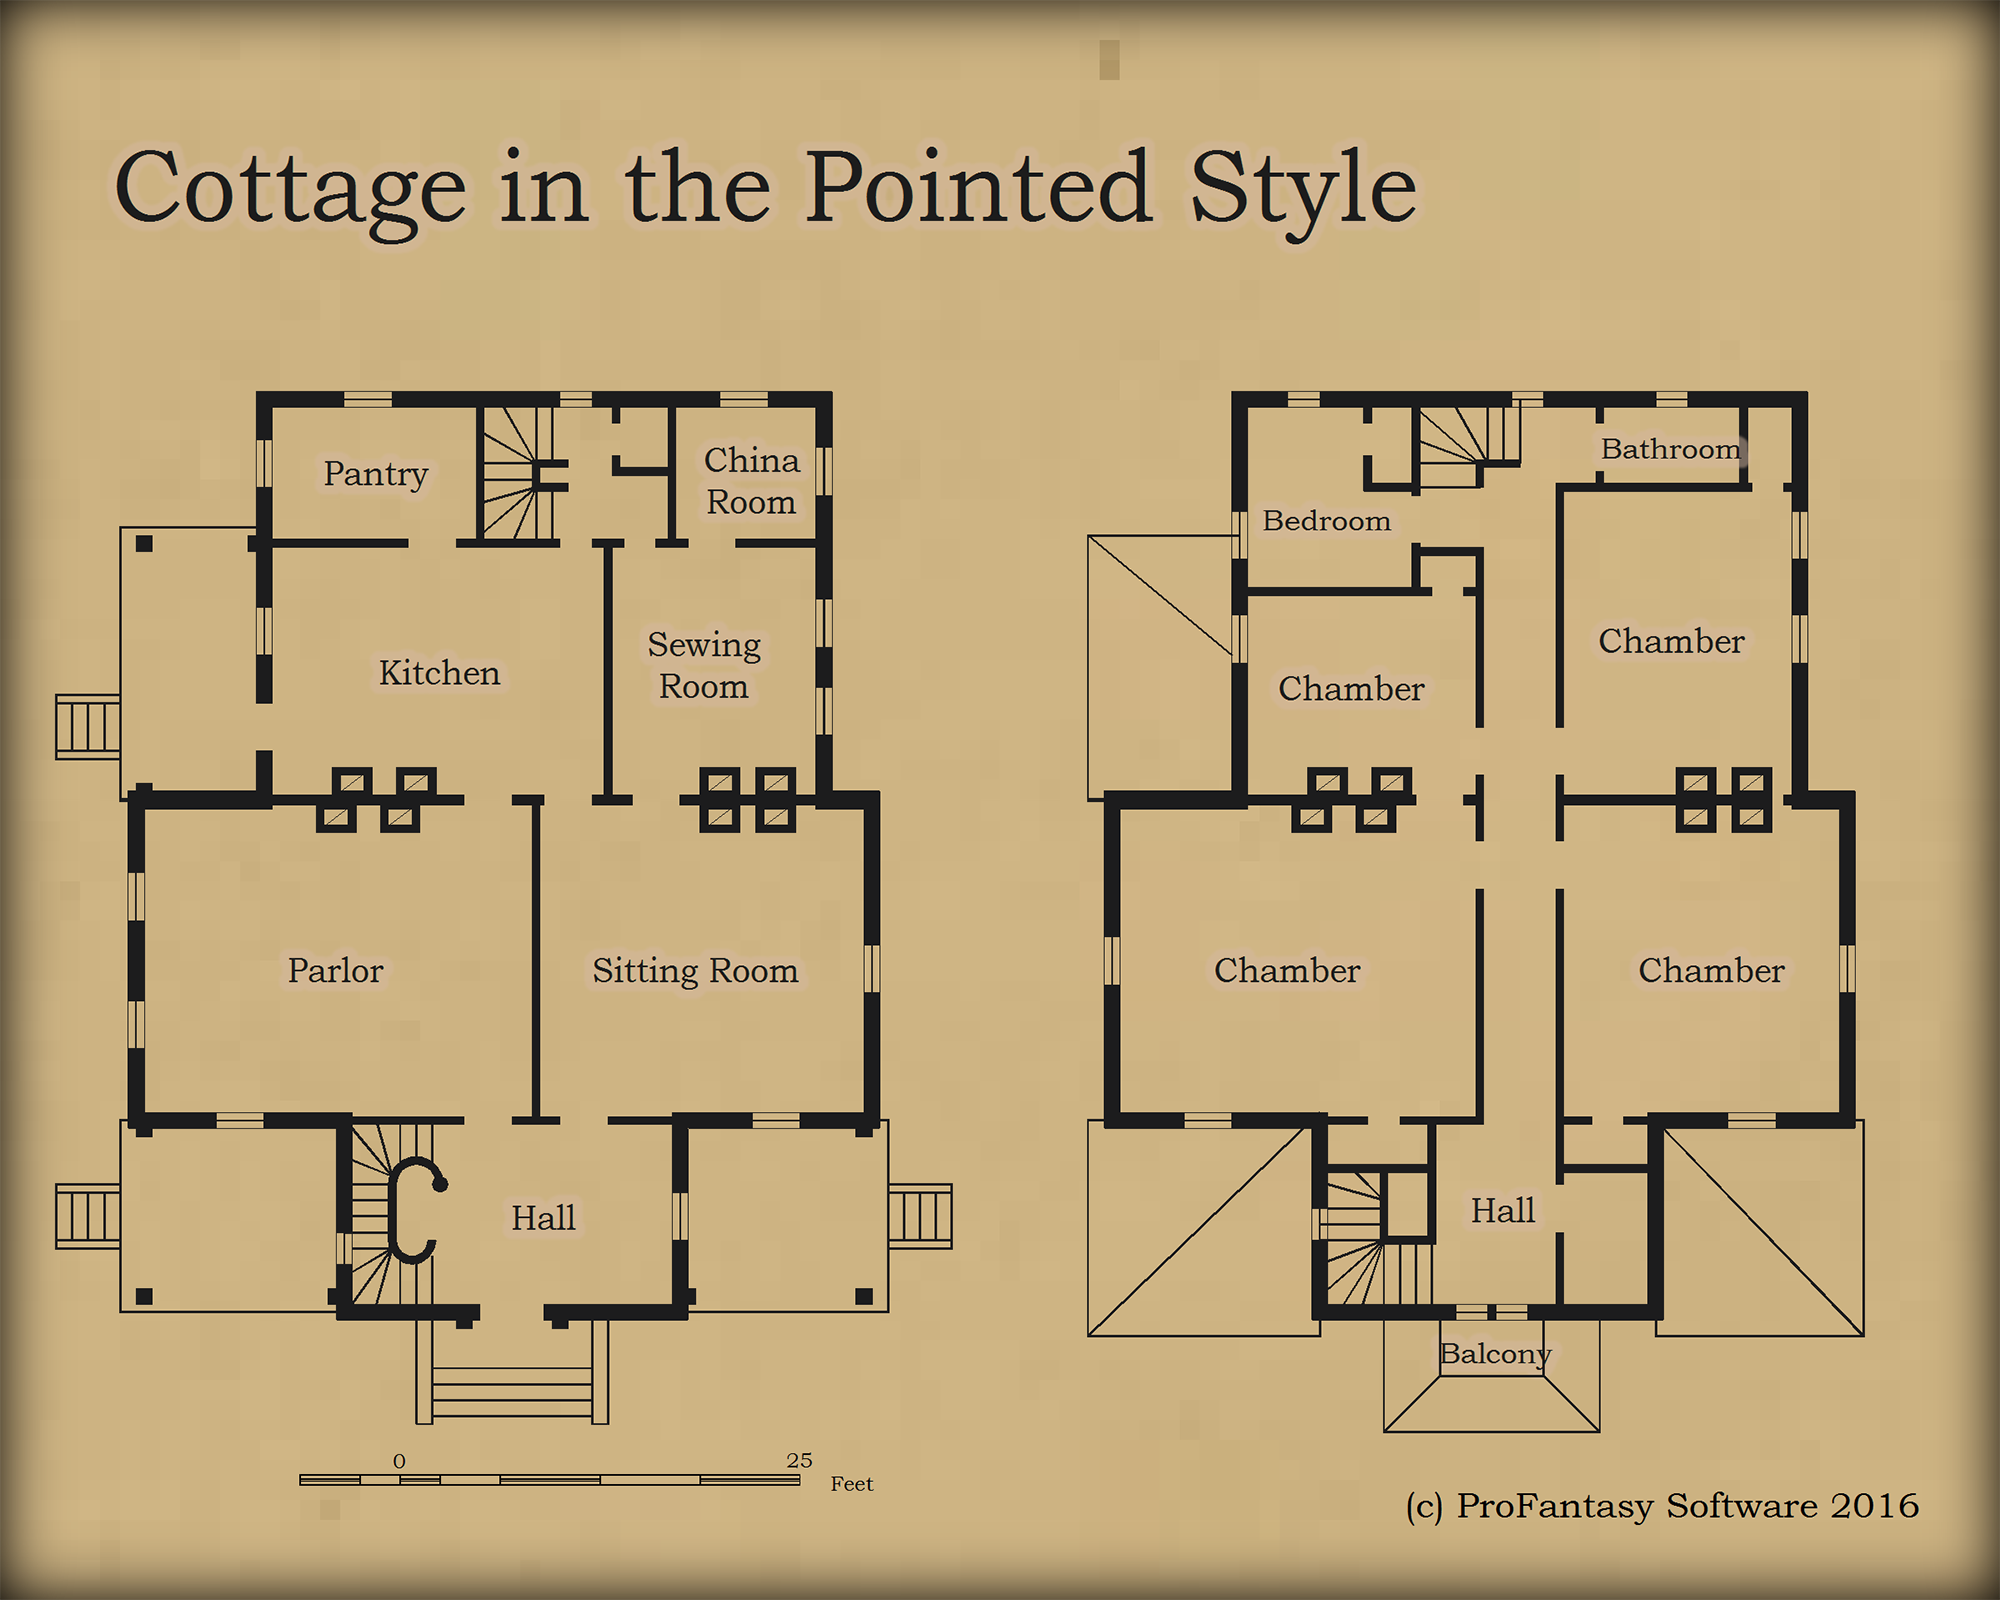 Cottage in the Pointed Style
Pantry
China
Room
Kitchen
Sewing
Room
Parlor
Sitting Room
Hall
0
25
Feet
Bathroom
Bedroom
Chamber
Chamber
Chamber
Chamber
Hall
Balcony
(c) ProFantasy Software 2016